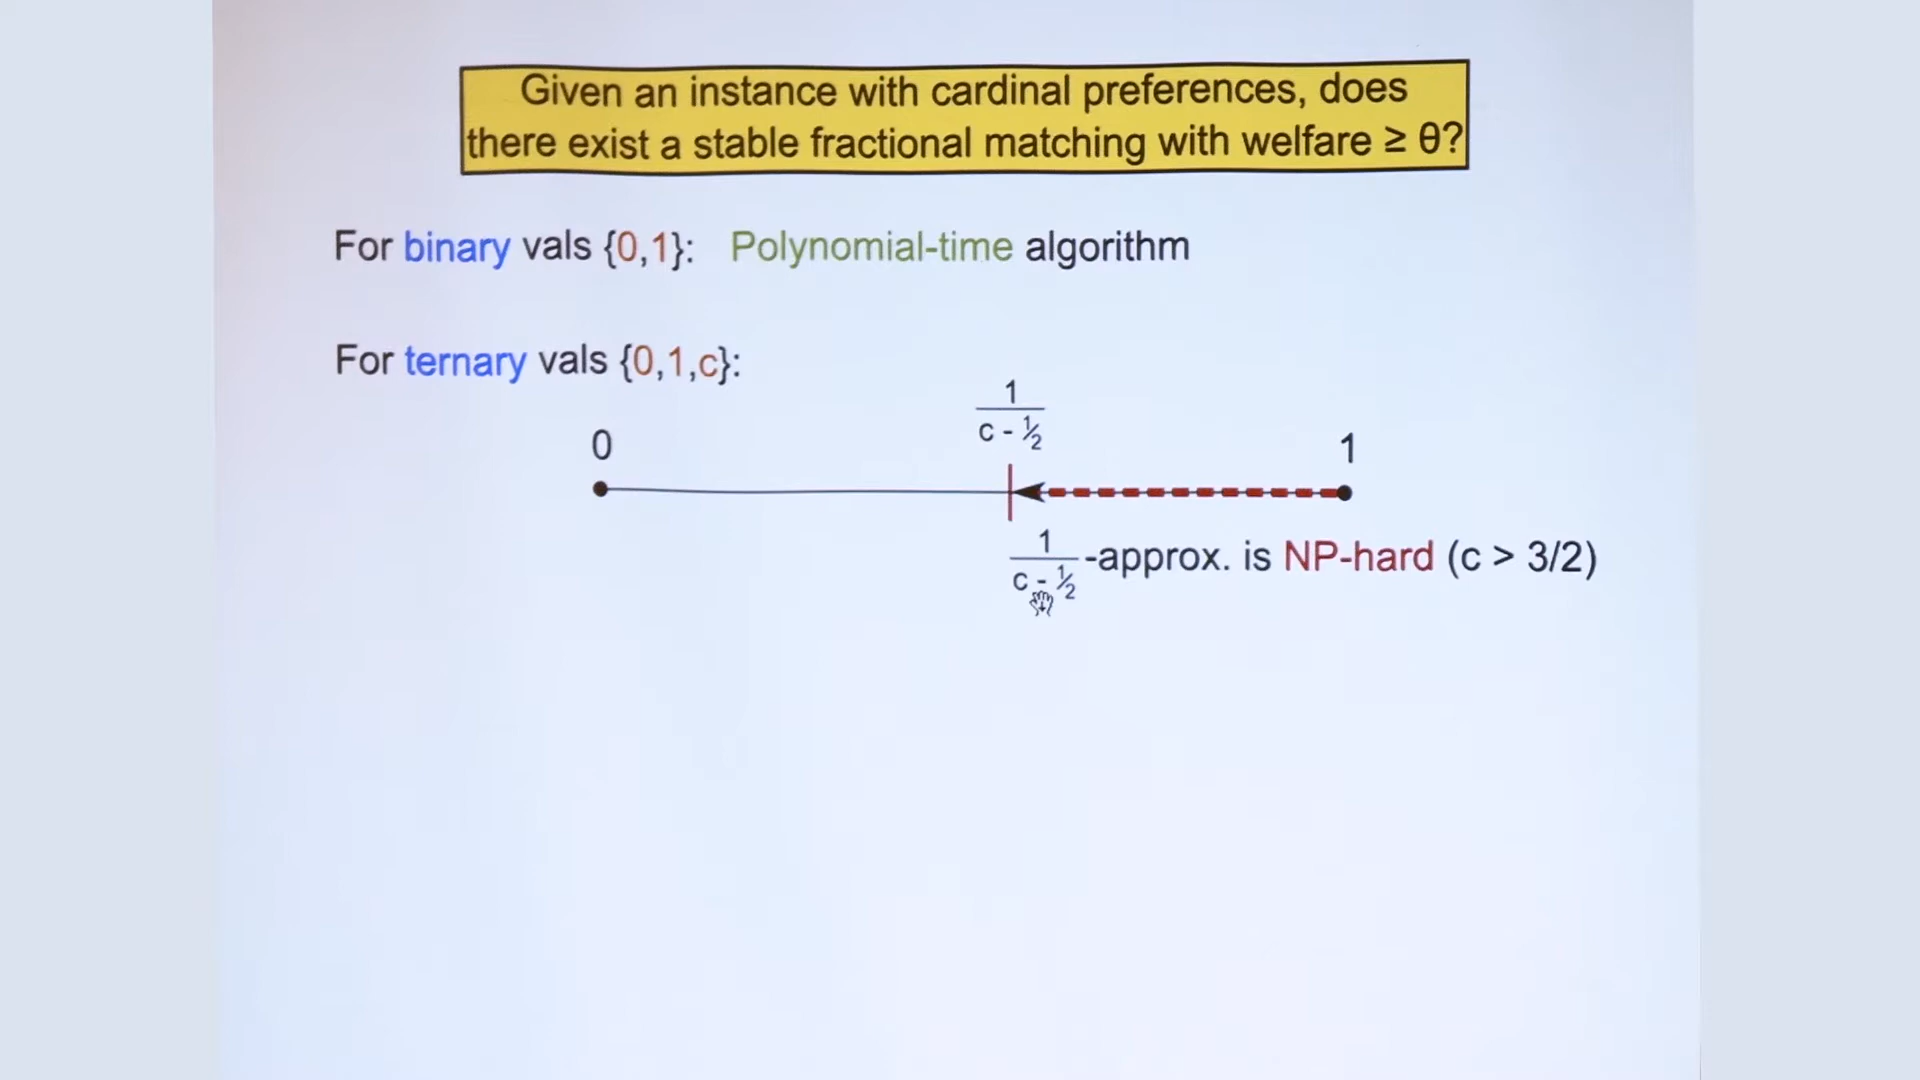 Given an instance with cardinal preferences, does
there exist a stable fractional matching with welfare ≥ θ?
For binary vals {0,1}: Polynomial-time algorithm
For ternary vals {0,1,c}:
0
1
c - ½
1
1
c - ½
-approx. is NP-hard (c > 3/2)